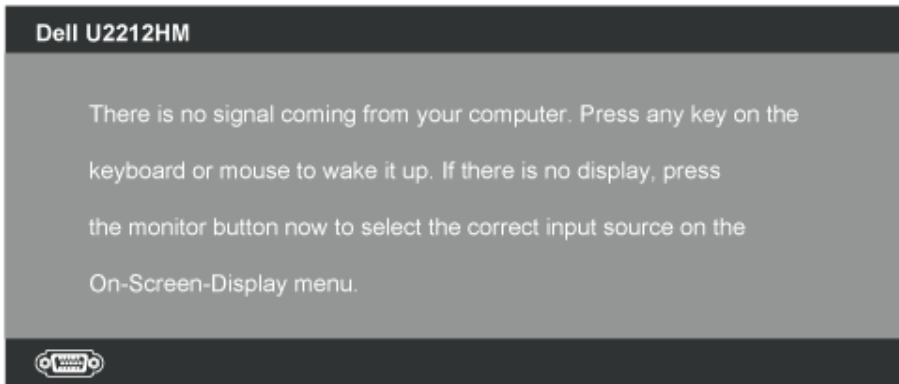 Dell U2212HM
There is no signal coming from your computer. Press any key on the
keyboard or mouse to wake it up. If there is no display, press
the monitor button now to select the correct input source on the
On-Screen-Display menu.